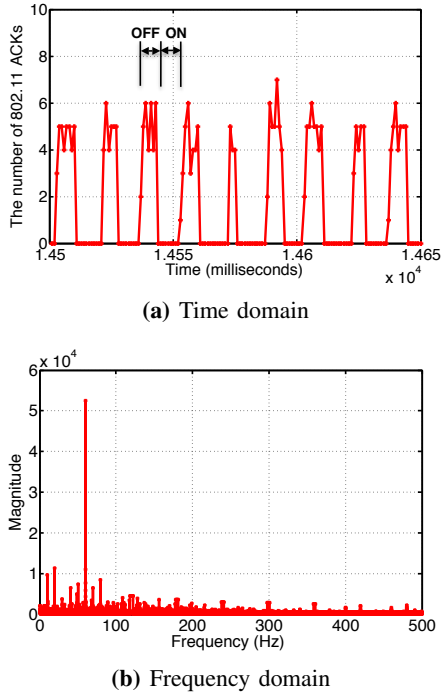 OFF ON
The number of 802.11 ACKs
10
8
6
4
2
0
1.45 1.455 1.46 1.465
Time (milliseconds)
x 10^4
(a) Time domain
x 10^4
6
5
4
3
2
1
0
Magnitude
0 100 200 300 400 500
Frequency (Hz)
(b) Frequency domain